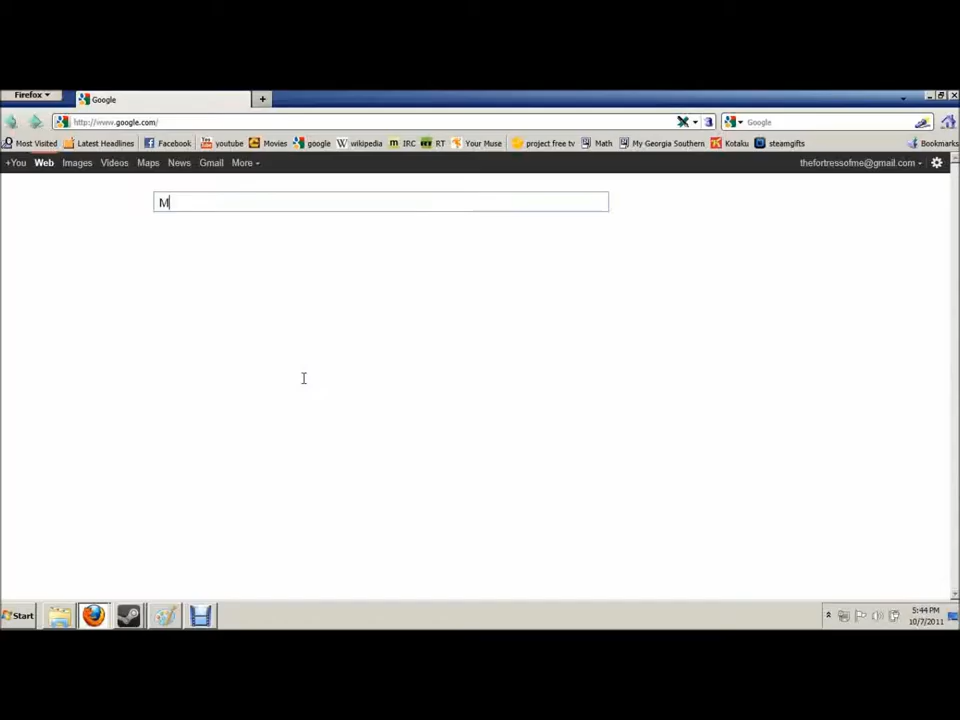 Firefox
Google
+
http://www.google.com/
Google
Most Visited Latest Headlines Facebook youtube Movies google wikipedia IRC RT Your Muse project free tv Math My Georgia Southern Kotaku steamgifts Bookmarks
+You Web Images Videos Maps News Gmail More thefortressofme@gmail.com
M
Start
5:44 PM
10/7/2011